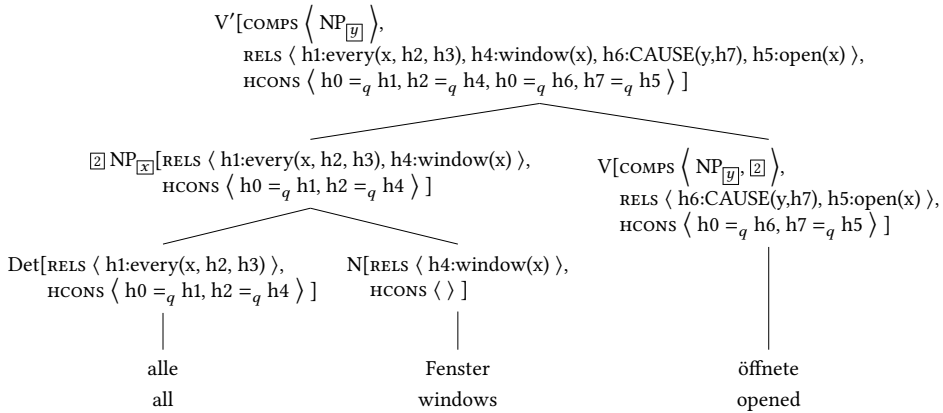 V′[COMPS ⟨ NP[y] ⟩,
RELS ⟨ h1:every(x, h2, h3), h4:window(x), h6:CAUSE(y,h7), h5:open(x) ⟩,
HCONS ⟨ h0 =q h1, h2 =q h4, h0 =q h6, h7 =q h5 ⟩ ]
[2] NP[x][RELS ⟨ h1:every(x, h2, h3), h4:window(x) ⟩,
HCONS ⟨ h0 =q h1, h2 =q h4 ⟩ ]
V[COMPS ⟨ NP[y], [2] ⟩,
RELS ⟨ h6:CAUSE(y,h7), h5:open(x) ⟩,
HCONS ⟨ h0 =q h6, h7 =q h5 ⟩ ]
Det[RELS ⟨ h1:every(x, h2, h3) ⟩,
HCONS ⟨ h0 =q h1, h2 =q h4 ⟩ ]
N[RELS ⟨ h4:window(x) ⟩,
HCONS ⟨ ⟩ ]
alle Fenster öffnete
all windows opened